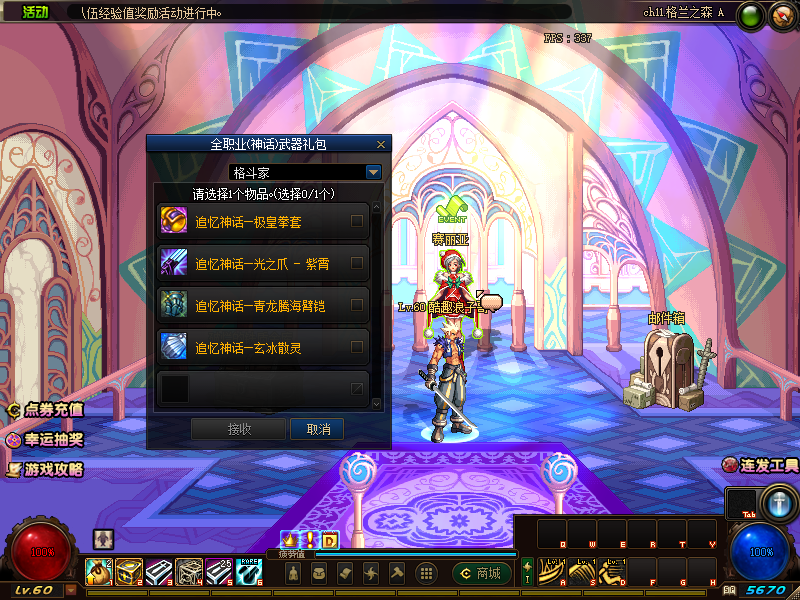 活动
\伍经验值奖励活动进行中。
ch11.格兰之森 A
FPS : 337
全职业(神话)武器礼包
格斗家
请选择1个物品。(选择0/1个)
追忆神话-极皇拳套
追忆神话-光之爪 - 紫霄
追忆神话-青龙腾海臂铠
追忆神话-玄冰散灵
接收
取消
EVENT
赛丽亚
Lv.60 酷趣浪子
邮件箱
点券充值
幸运抽奖
游戏攻略
连发工具
Tab
100%
Lv.60
疲劳值
商城
Q W E R T Y
A S D F G H
100%
5670